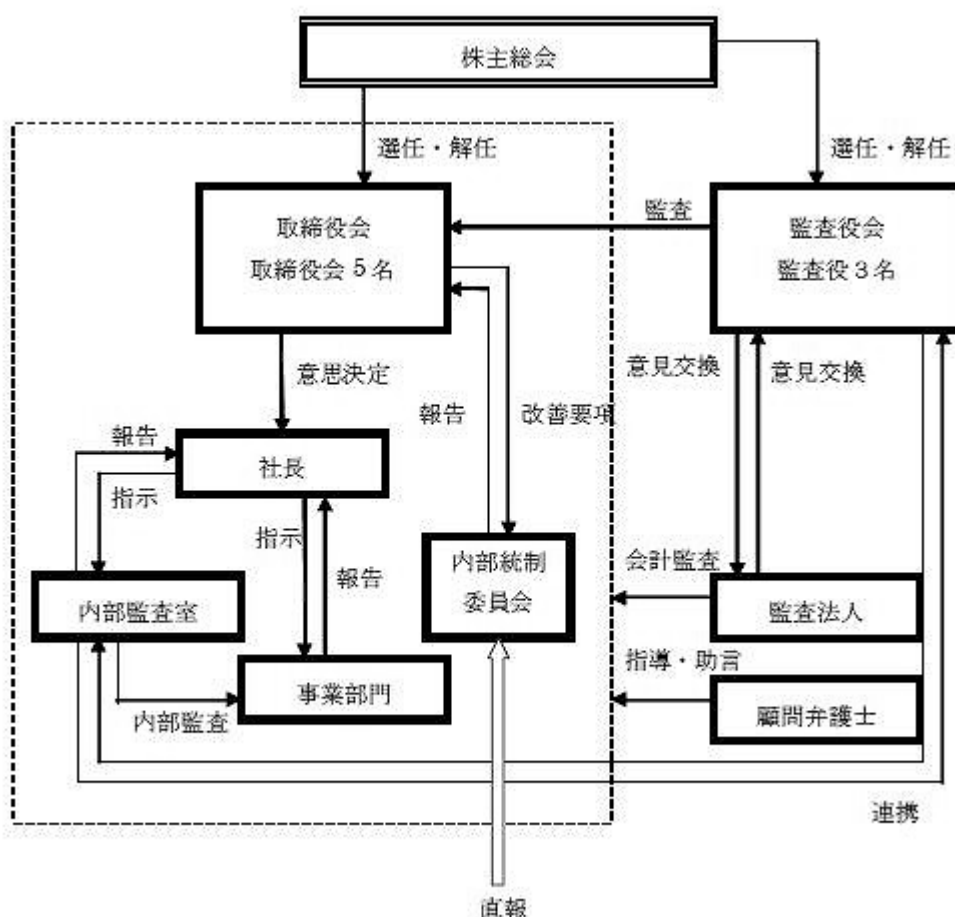 株主総会
選任・解任
選任・解任
取締役会
取締役会5名
監査
監査役会
監査役3名
意思決定
意見交換
意見交換
報告
改善要項
報告
社長
指示
指示
報告
内部統制
委員会
会計監査
内部監査室
監査法人
指導・助言
事業部門
内部監査
顧問弁護士
連携
直報